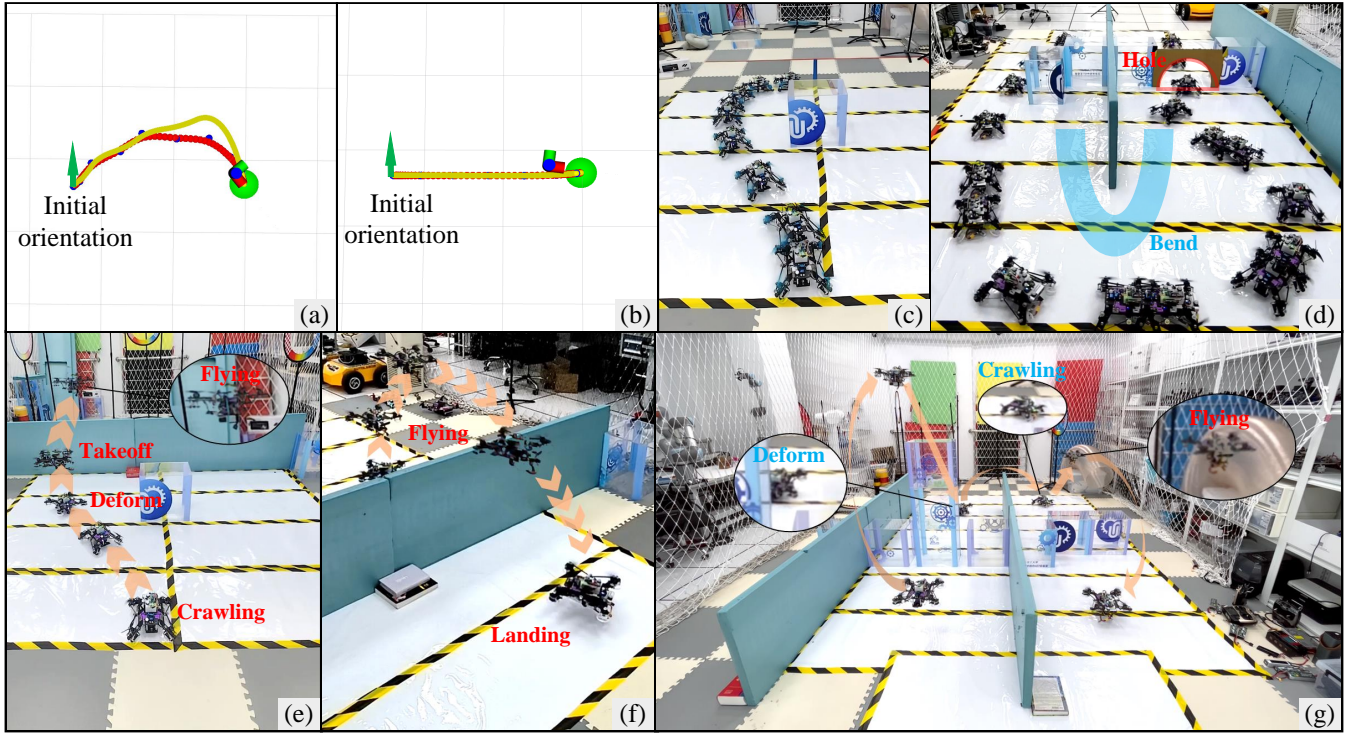 Initial
orientation
(a)
Initial
orientation
(b)
(c)
Hole
Bend
(d)
Flying
Takeoff
Deform
Crawling
(e)
Flying
Landing
(f)
Crawling
Flying
Deform
(g)